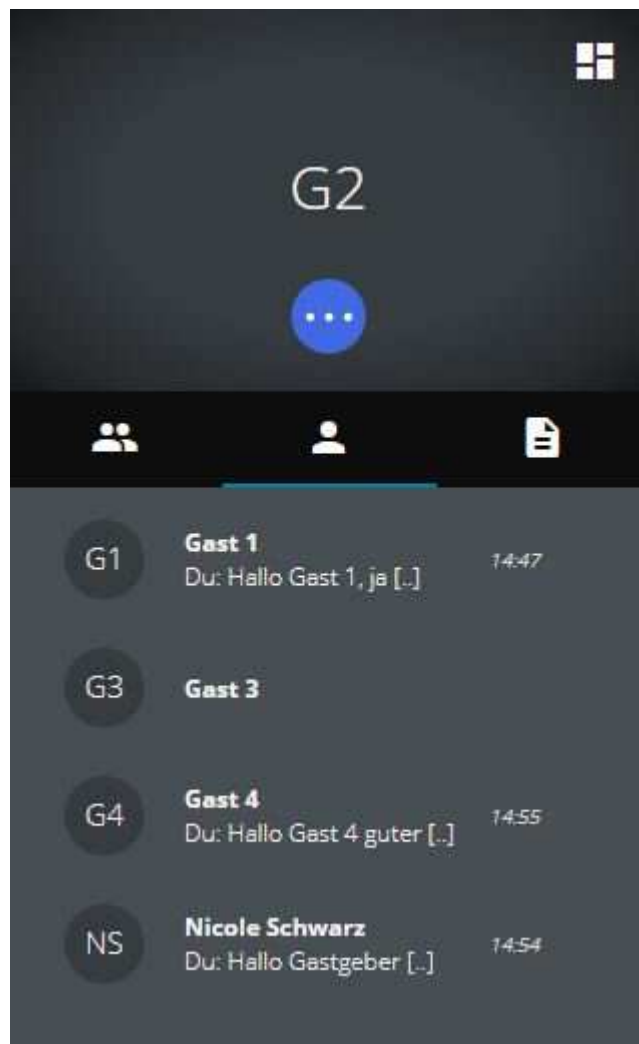 G2
G1
Gast 1
Du: Hallo Gast 1, ja [..]
14:47
G3
Gast 3
G4
Gast 4
Du: Hallo Gast 4 guter [..]
14:55
NS
Nicole Schwarz
Du: Hallo Gastgeber [..]
14:54